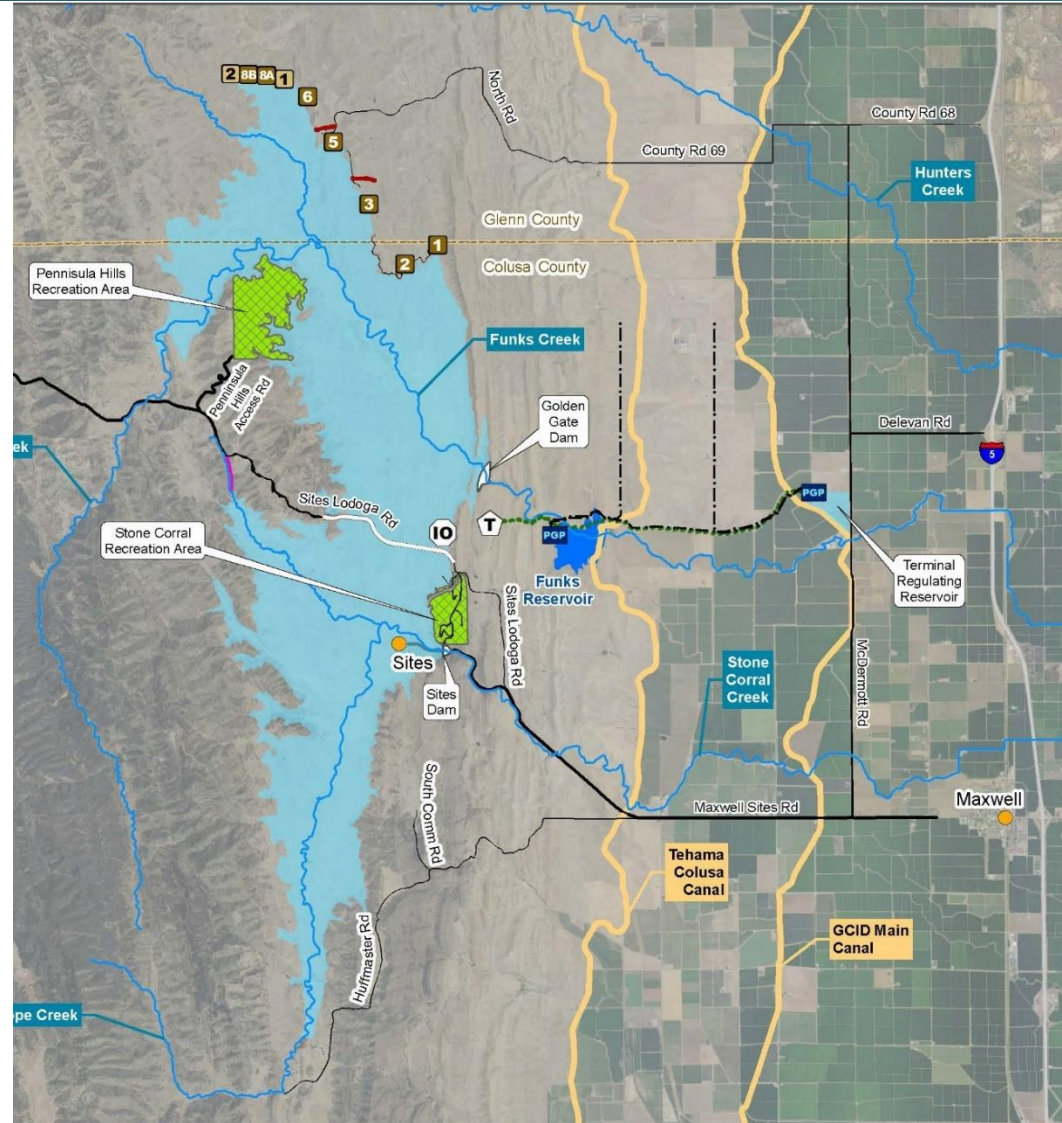 2
8B
8A
1
6
5
3
1
2
North Rd
County Rd 68
County Rd 69
Hunters
Creek
Glenn County
Colusa County
Pennisula Hills
Recreation Area
Funks Creek
Penninsula
Hills
Access Rd
Golden
Gate
Dam
Delevan Rd
5
ek
Sites Lodoga Rd
IO
T
PGP
PGP
Stone Corral
Recreation Area
Funks
Reservoir
Terminal
Regulating
Reservoir
Sites Lodoga Rd
Sites
Sites
Dam
Stone
Corral
Creek
McDermott Rd
South Comm Rd
Maxwell Sites Rd
Maxwell
Tehama
Colusa
Canal
GCID Main
Canal
Huffmaster Rd
ope Creek